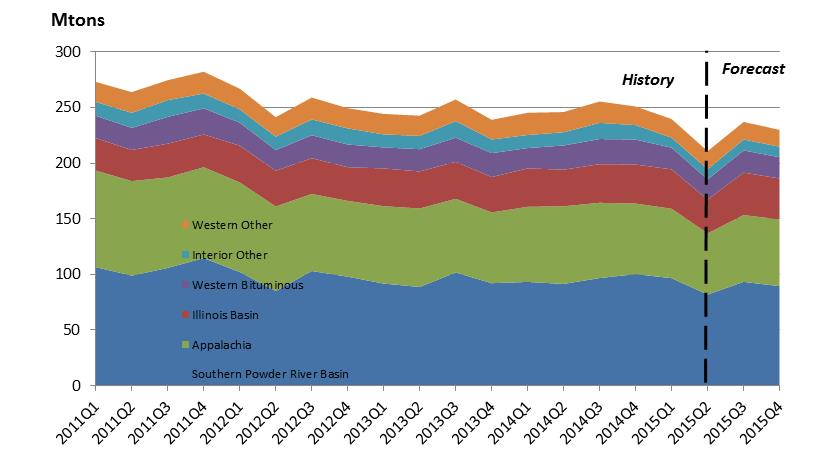 Mtons
300
250
200
150
100
50
0
History
Forecast
Western Other
Interior Other
Western Bituminous
Illinois Basin
Appalachia
Southern Powder River Basin
2011Q1
2011Q2
2011Q3
2011Q4
2012Q1
2012Q2
2012Q3
2012Q4
2013Q1
2013Q2
2013Q3
2013Q4
2014Q1
2014Q2
2014Q3
2014Q4
2015Q1
2015Q2
2015Q3
2015Q4